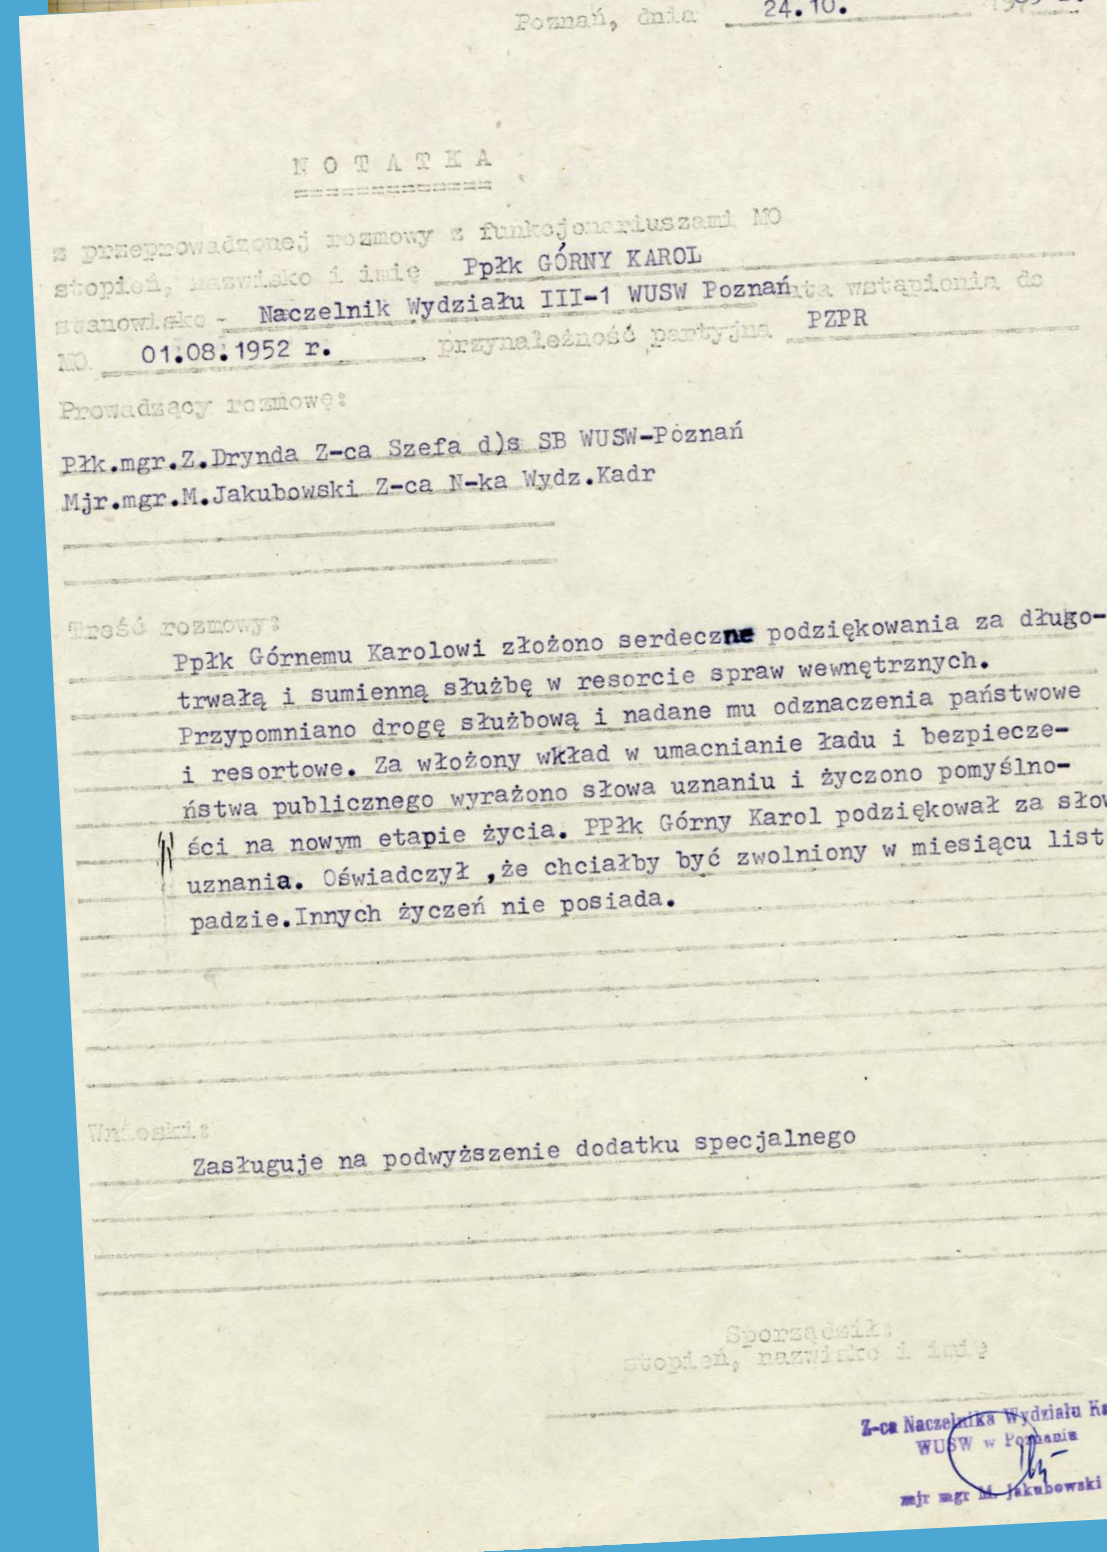 Poznań, dnia 24.10.
N O T A T K A
z przeprowadzonej rozmowy z funkcjonariuszami MO
stopień, nazwisko i imię Ppłk GÓRNY KAROL
stanowisko - Naczelnik Wydziału III-1 WUSW Poznań ata wstąpienia do
MO 01.08.1952 r. przynależność partyjna PZPR
Prowadzący rozmowę:
Płk.mgr.Z.Drynda Z-ca Szefa d)s SB WUSW-Poznań
Mjr.mgr.M.Jakubowski Z-ca N-ka Wydz.Kadr
Treść rozmowy:
Ppłk Górnemu Karolowi złożono serdeczne podziękowania za długo-
trwałą i sumienną służbę w resorcie spraw wewnętrznych.
Przypomniano drogę służbową i nadane mu odznaczenia państwowe
i resortowe. Za włożony wkład w umacnianie ładu i bezpiecze-
ństwa publicznego wyrażono słowa uznaniu i życzono pomyślno-
ści na nowym etapie życia. PPłk Górny Karol podziękował za słow
uznania. Oświadczył ,że chciałby być zwolniony w miesiącu list
padzie.Innych życzeń nie posiada.
Wnioski:
Zasługuje na podwyższenie dodatku specjalnego
Sporządził:
stopień, nazwisko i imię
Z-ca Naczelnika Wydziału Ka
WUSW w Poznaniu
mjr mgr M. Jakubowski